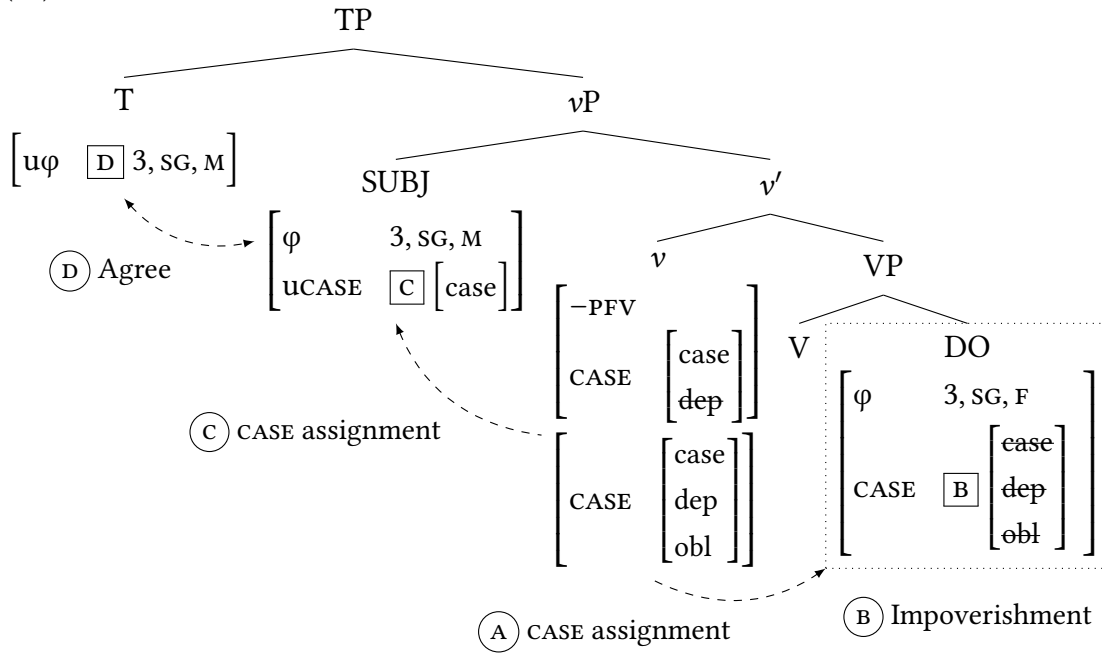 TP
T
vP
[uφ D 3, SG, M]
SUBJ
v′
φ 3, SG, M
uCASE C [case]
D Agree
v
VP
−PFV
CASE case
dep
V
DO
φ 3, SG, F
CASE B case
dep
obl
C CASE assignment
CASE case
dep
obl
A CASE assignment
B Impoverishment